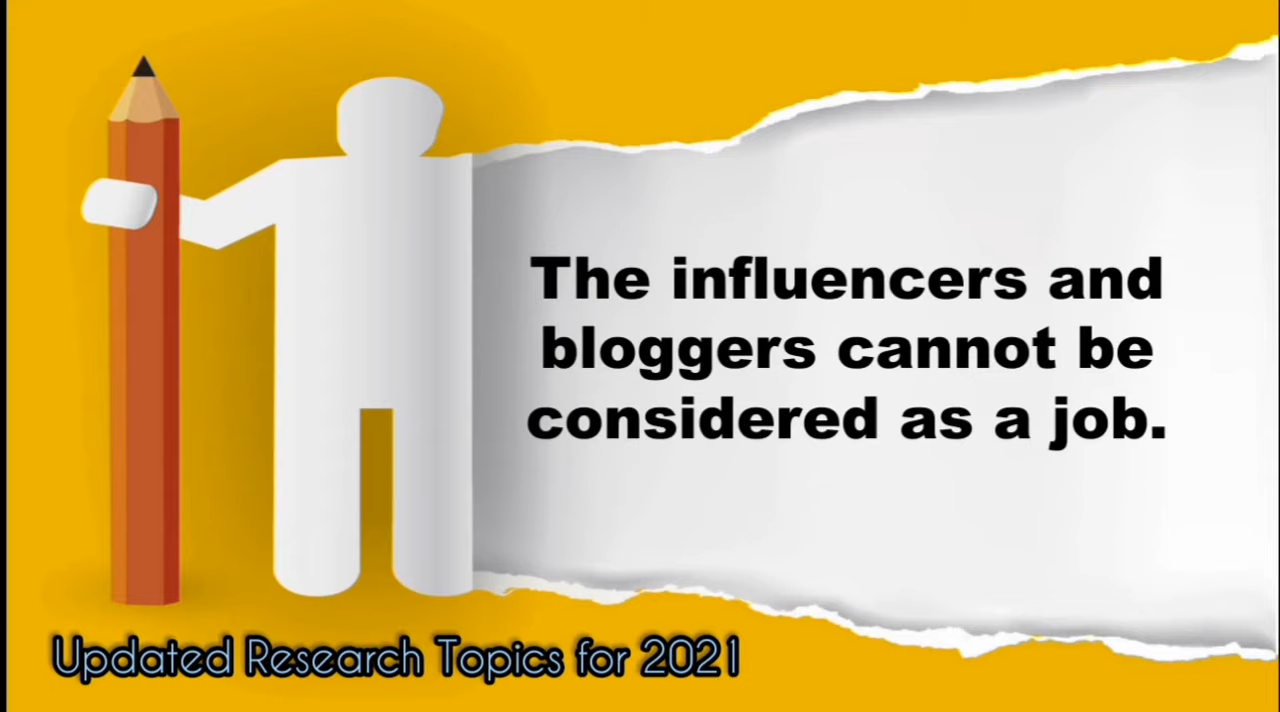 The influencers and
bloggers cannot be
considered as a job.
Updated Research Topics for 2021